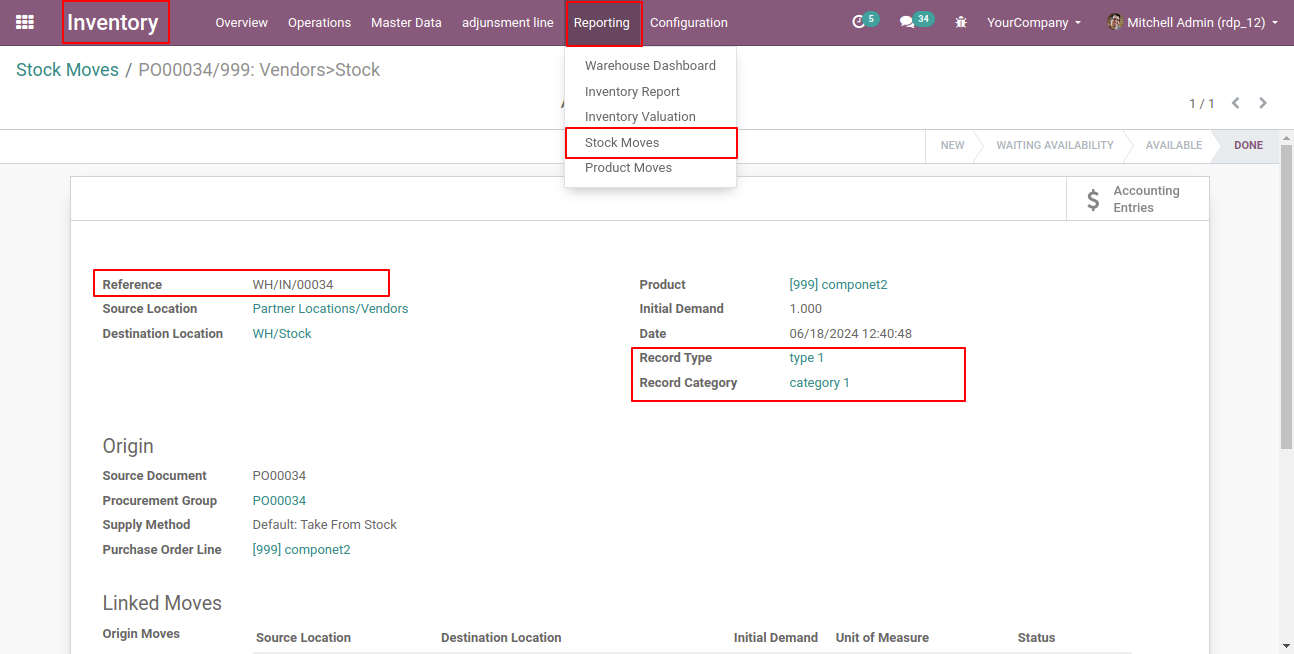 Inventory Overview Operations Master Data adjunsment line Reporting Configuration 5 34 YourCompany Mitchell Admin (rdp_12)
Stock Moves / PO00034/999: Vendors>Stock
Warehouse Dashboard
Inventory Report
Inventory Valuation
Stock Moves
Product Moves
1 / 1
NEW WAITING AVAILABILITY AVAILABLE DONE
$ Accounting
Entries
Reference WH/IN/00034
Source Location Partner Locations/Vendors
Destination Location WH/Stock
Product [999] componet2
Initial Demand 1.000
Date 06/18/2024 12:40:48
Record Type type 1
Record Category category 1
Origin
Source Document PO00034
Procurement Group PO00034
Supply Method Default: Take From Stock
Purchase Order Line [999] componet2
Linked Moves
Origin Moves Source Location Destination Location Initial Demand Unit of Measure Status